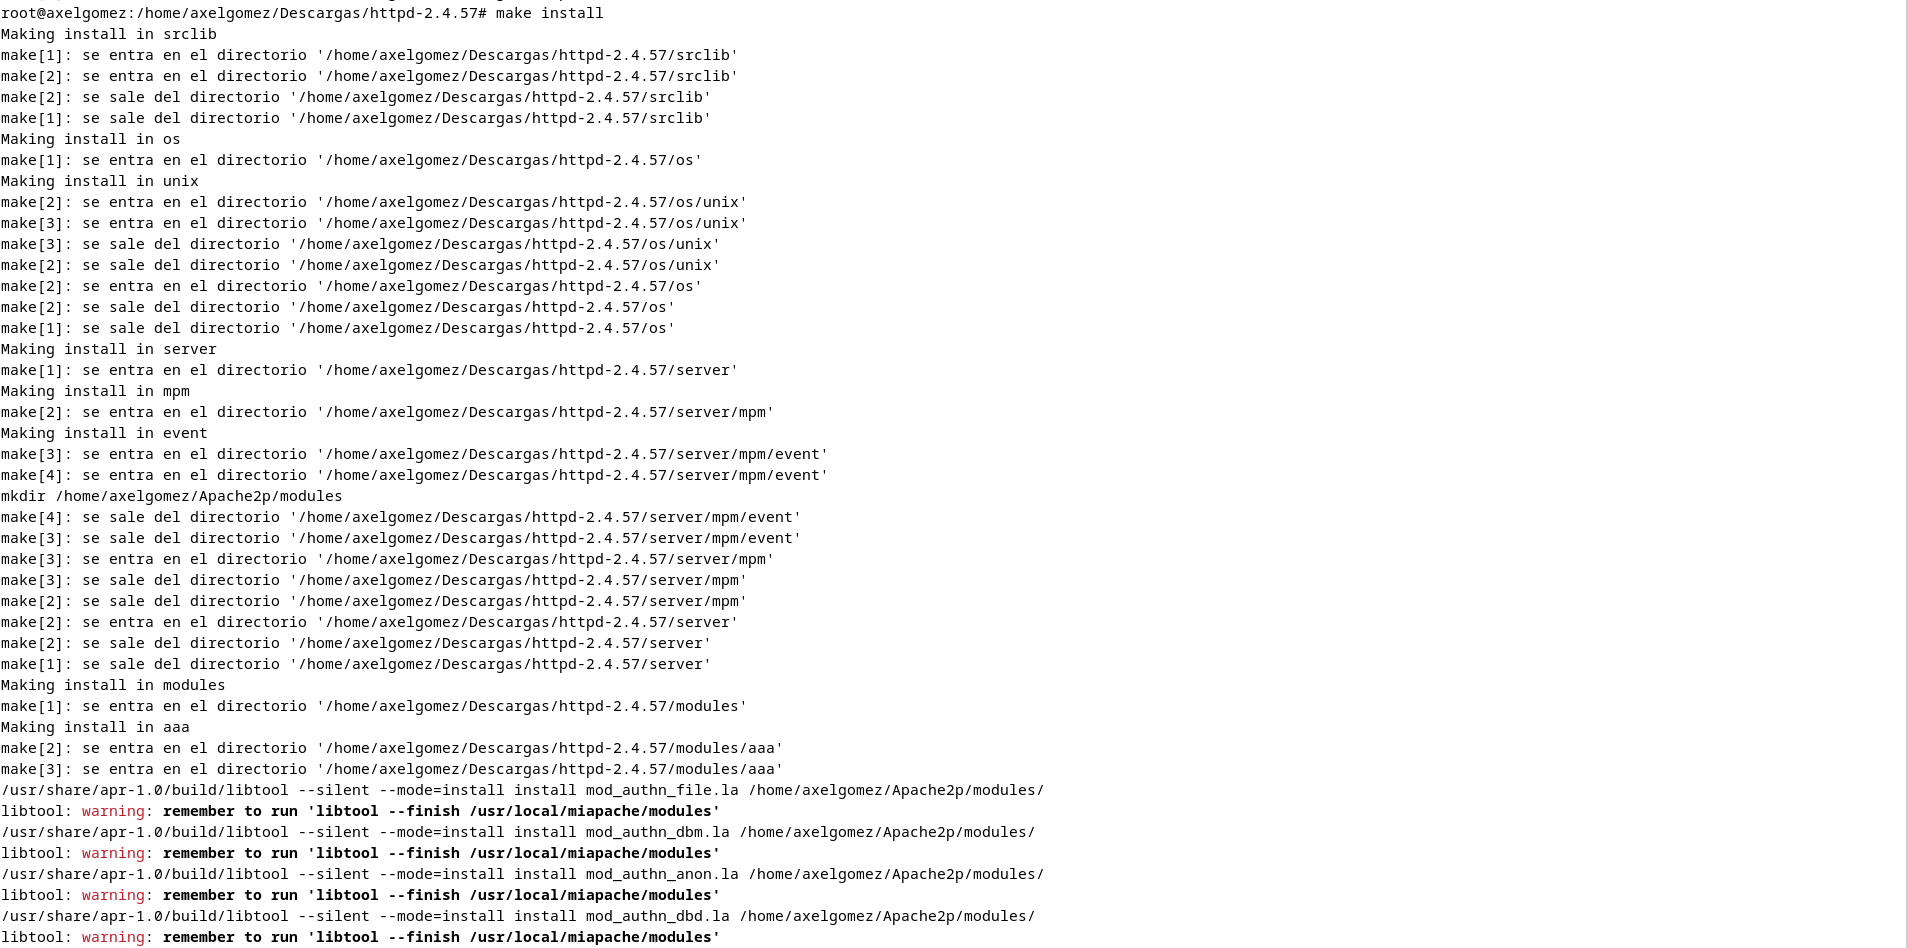 root@axelgomez:/home/axelgomez/Descargas/httpd-2.4.57# make install
Making install in srclib
make[1]: se entra en el directorio '/home/axelgomez/Descargas/httpd-2.4.57/srclib'
make[2]: se entra en el directorio '/home/axelgomez/Descargas/httpd-2.4.57/srclib'
make[2]: se sale del directorio '/home/axelgomez/Descargas/httpd-2.4.57/srclib'
make[1]: se sale del directorio '/home/axelgomez/Descargas/httpd-2.4.57/srclib'
Making install in os
make[1]: se entra en el directorio '/home/axelgomez/Descargas/httpd-2.4.57/os'
Making install in unix
make[2]: se entra en el directorio '/home/axelgomez/Descargas/httpd-2.4.57/os/unix'
make[3]: se entra en el directorio '/home/axelgomez/Descargas/httpd-2.4.57/os/unix'
make[3]: se sale del directorio '/home/axelgomez/Descargas/httpd-2.4.57/os/unix'
make[2]: se sale del directorio '/home/axelgomez/Descargas/httpd-2.4.57/os/unix'
make[2]: se entra en el directorio '/home/axelgomez/Descargas/httpd-2.4.57/os'
make[2]: se sale del directorio '/home/axelgomez/Descargas/httpd-2.4.57/os'
make[1]: se sale del directorio '/home/axelgomez/Descargas/httpd-2.4.57/os'
Making install in server
make[1]: se entra en el directorio '/home/axelgomez/Descargas/httpd-2.4.57/server'
Making install in mpm
make[2]: se entra en el directorio '/home/axelgomez/Descargas/httpd-2.4.57/server/mpm'
Making install in event
make[3]: se entra en el directorio '/home/axelgomez/Descargas/httpd-2.4.57/server/mpm/event'
make[4]: se entra en el directorio '/home/axelgomez/Descargas/httpd-2.4.57/server/mpm/event'
mkdir /home/axelgomez/Apache2p/modules
make[4]: se sale del directorio '/home/axelgomez/Descargas/httpd-2.4.57/server/mpm/event'
make[3]: se sale del directorio '/home/axelgomez/Descargas/httpd-2.4.57/server/mpm/event'
make[3]: se entra en el directorio '/home/axelgomez/Descargas/httpd-2.4.57/server/mpm'
make[3]: se sale del directorio '/home/axelgomez/Descargas/httpd-2.4.57/server/mpm'
make[2]: se sale del directorio '/home/axelgomez/Descargas/httpd-2.4.57/server/mpm'
make[2]: se entra en el directorio '/home/axelgomez/Descargas/httpd-2.4.57/server'
make[2]: se sale del directorio '/home/axelgomez/Descargas/httpd-2.4.57/server'
make[1]: se sale del directorio '/home/axelgomez/Descargas/httpd-2.4.57/server'
Making install in modules
make[1]: se entra en el directorio '/home/axelgomez/Descargas/httpd-2.4.57/modules'
Making install in aaa
make[2]: se entra en el directorio '/home/axelgomez/Descargas/httpd-2.4.57/modules/aaa'
make[3]: se entra en el directorio '/home/axelgomez/Descargas/httpd-2.4.57/modules/aaa'
/usr/share/apr-1.0/build/libtool --silent --mode=install install mod_authn_file.la /home/axelgomez/Apache2p/modules/
libtool: warning: remember to run 'libtool --finish /usr/local/miapache/modules'
/usr/share/apr-1.0/build/libtool --silent --mode=install install mod_authn_dbm.la /home/axelgomez/Apache2p/modules/
libtool: warning: remember to run 'libtool --finish /usr/local/miapache/modules'
/usr/share/apr-1.0/build/libtool --silent --mode=install install mod_authn_anon.la /home/axelgomez/Apache2p/modules/
libtool: warning: remember to run 'libtool --finish /usr/local/miapache/modules'
/usr/share/apr-1.0/build/libtool --silent --mode=install install mod_authn_dbd.la /home/axelgomez/Apache2p/modules/
libtool: warning: remember to run 'libtool --finish /usr/local/miapache/modules'